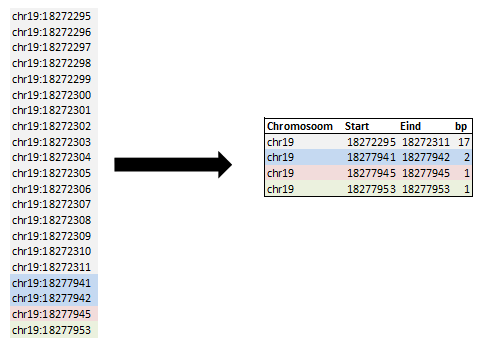 chr19:18272295
chr19:18272296
chr19:18272297
chr19:18272298
chr19:18272299
chr19:18272300
chr19:18272301
chr19:18272302
chr19:18272303
chr19:18272304
chr19:18272305
chr19:18272306
chr19:18272307
chr19:18272308
chr19:18272309
chr19:18272310
chr19:18272311
chr19:18277941
chr19:18277942
chr19:18277945
chr19:18277953
Chromosoom Start Eind bp
chr19 18272295 18272311 17
chr19 18277941 18277942 2
chr19 18277945 18277945 1
chr19 18277953 18277953 1